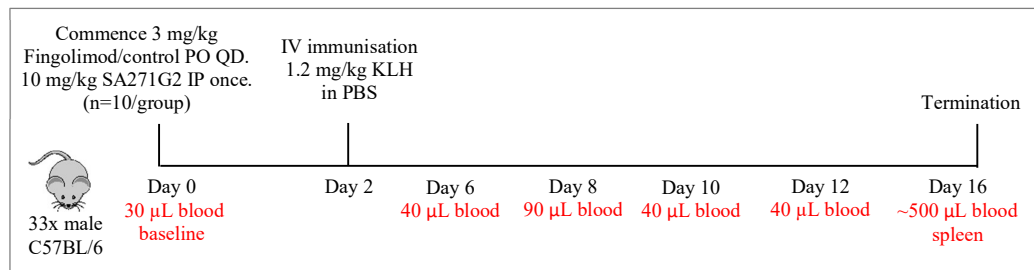 Commence 3 mg/kg
Fingolimod/control PO QD.
10 mg/kg SA271G2 IP once.
(n=10/group)
IV immunisation
1.2 mg/kg KLH
in PBS
Termination
33x male
C57BL/6
Day 0
30 µL blood
baseline
Day 2
Day 6
40 µL blood
Day 8
90 µL blood
Day 10
40 µL blood
Day 12
40 µL blood
Day 16
~500 µL blood
spleen